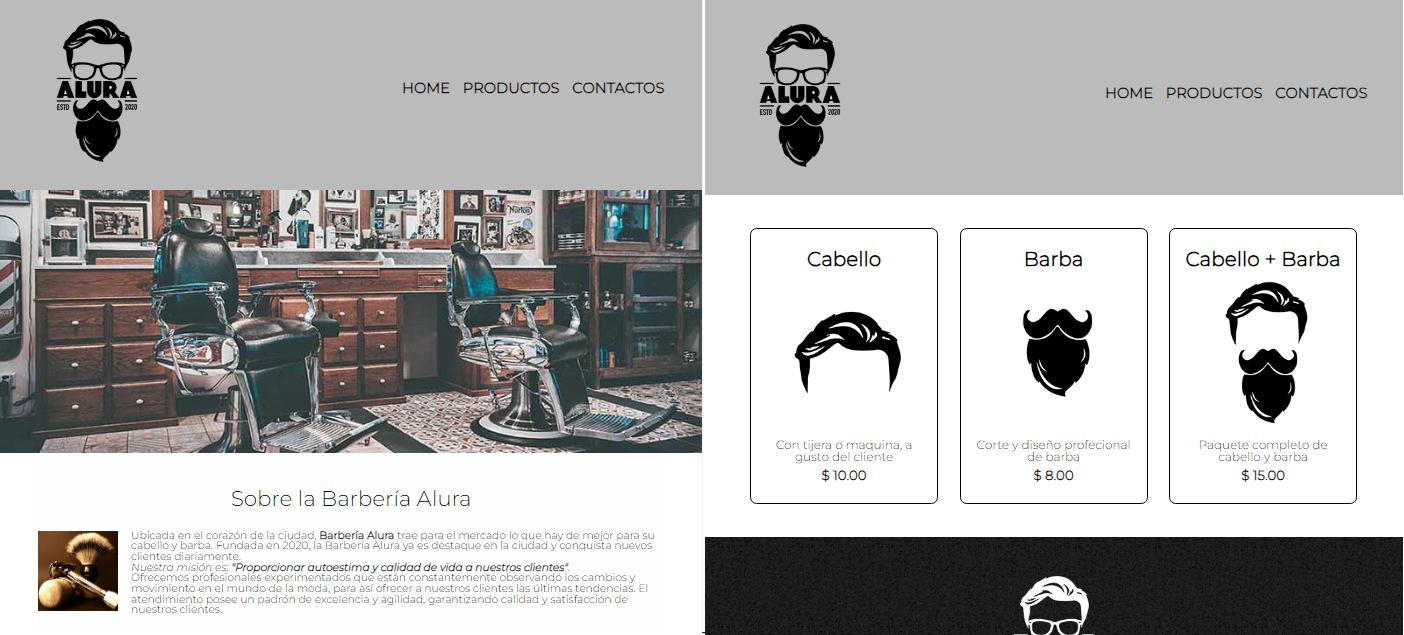 ALURA
ESTD 2020
HOME PRODUCTOS CONTACTOS
Norton
Sobre la Barbería Alura
Ubicada en el corazón de la ciudad, Barbería Alura trae para el mercado lo que hay de mejor para su
cabello y barba. Fundada en 2020, la Barbería Alura ya es destaque en la ciudad y conquista nuevos
clientes diariamente.
Nuestra misión es: "Proporcionar autoestima y calidad de vida a nuestros clientes".
Ofrecemos profesionales experimentados que están constantemente observando los cambios y
movimiento en el mundo de la moda, para así ofrecer a nuestros clientes las últimas tendencias. El
atendimiento posee un padrón de excelencia y agilidad, garantizando calidad y satisfacción de
nuestros clientes.
ALURA
ESTD 2020
HOME PRODUCTOS CONTACTOS
Cabello
Con tijera o maquina, a
gusto del cliente
$ 10.00
Barba
Corte y diseño profecional
de barba
$ 8.00
Cabello + Barba
Paquete completo de
cabello y barba
$ 15.00